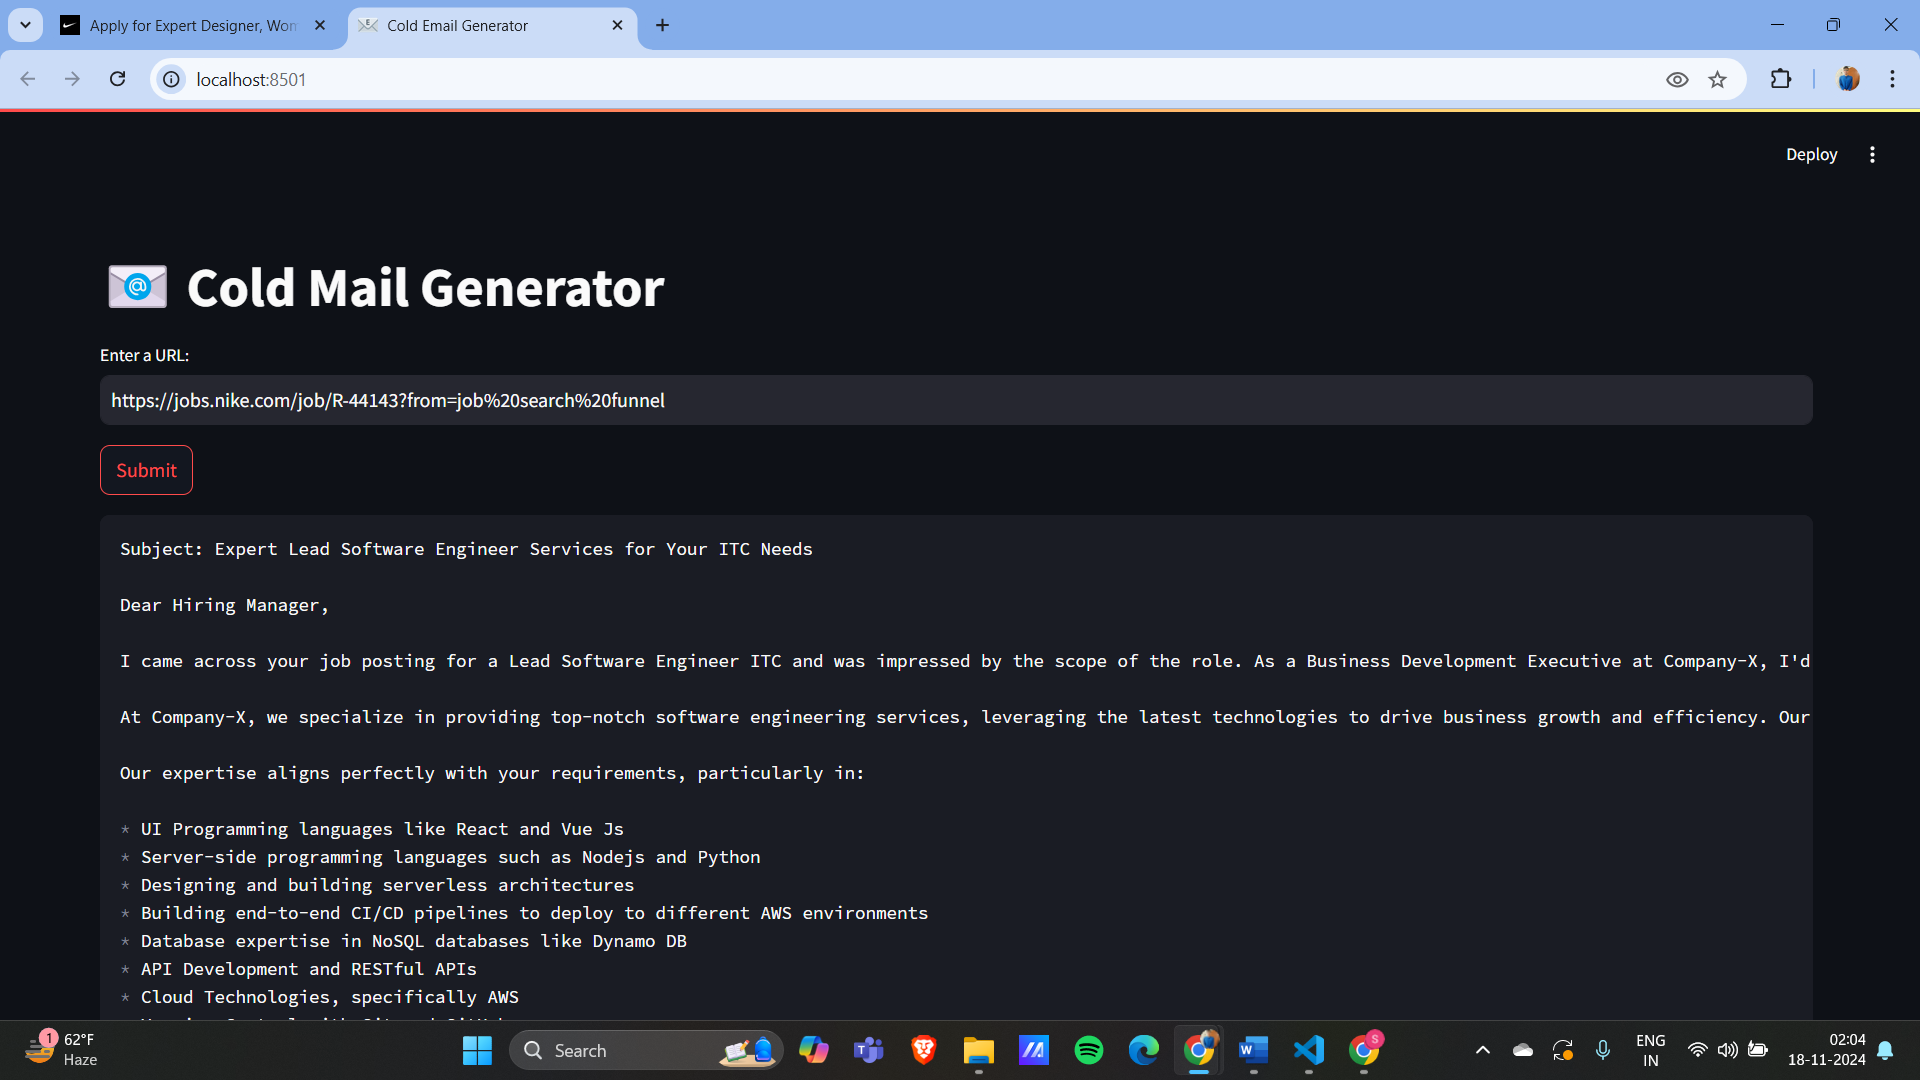 Apply for Expert Designer, Wom
Cold Email Generator
localhost:8501
Deploy
Cold Mail Generator
Enter a URL:
https://jobs.nike.com/job/R-44143?from=job%20search%20funnel
Submit
Subject: Expert Lead Software Engineer Services for Your ITC Needs
Dear Hiring Manager,
I came across your job posting for a Lead Software Engineer ITC and was impressed by the scope of the role. As a Business Development Executive at Company-X, I'd
At Company-X, we specialize in providing top-notch software engineering services, leveraging the latest technologies to drive business growth and efficiency. Our
Our expertise aligns perfectly with your requirements, particularly in:
* UI Programming languages like React and Vue Js
* Server-side programming languages such as Nodejs and Python
* Designing and building serverless architectures
* Building end-to-end CI/CD pipelines to deploy to different AWS environments
* Database expertise in NoSQL databases like Dynamo DB
* API Development and RESTful APIs
* Cloud Technologies, specifically AWS
1
62°F
Haze
Search
S
ENG
IN
02:04
18-11-2024